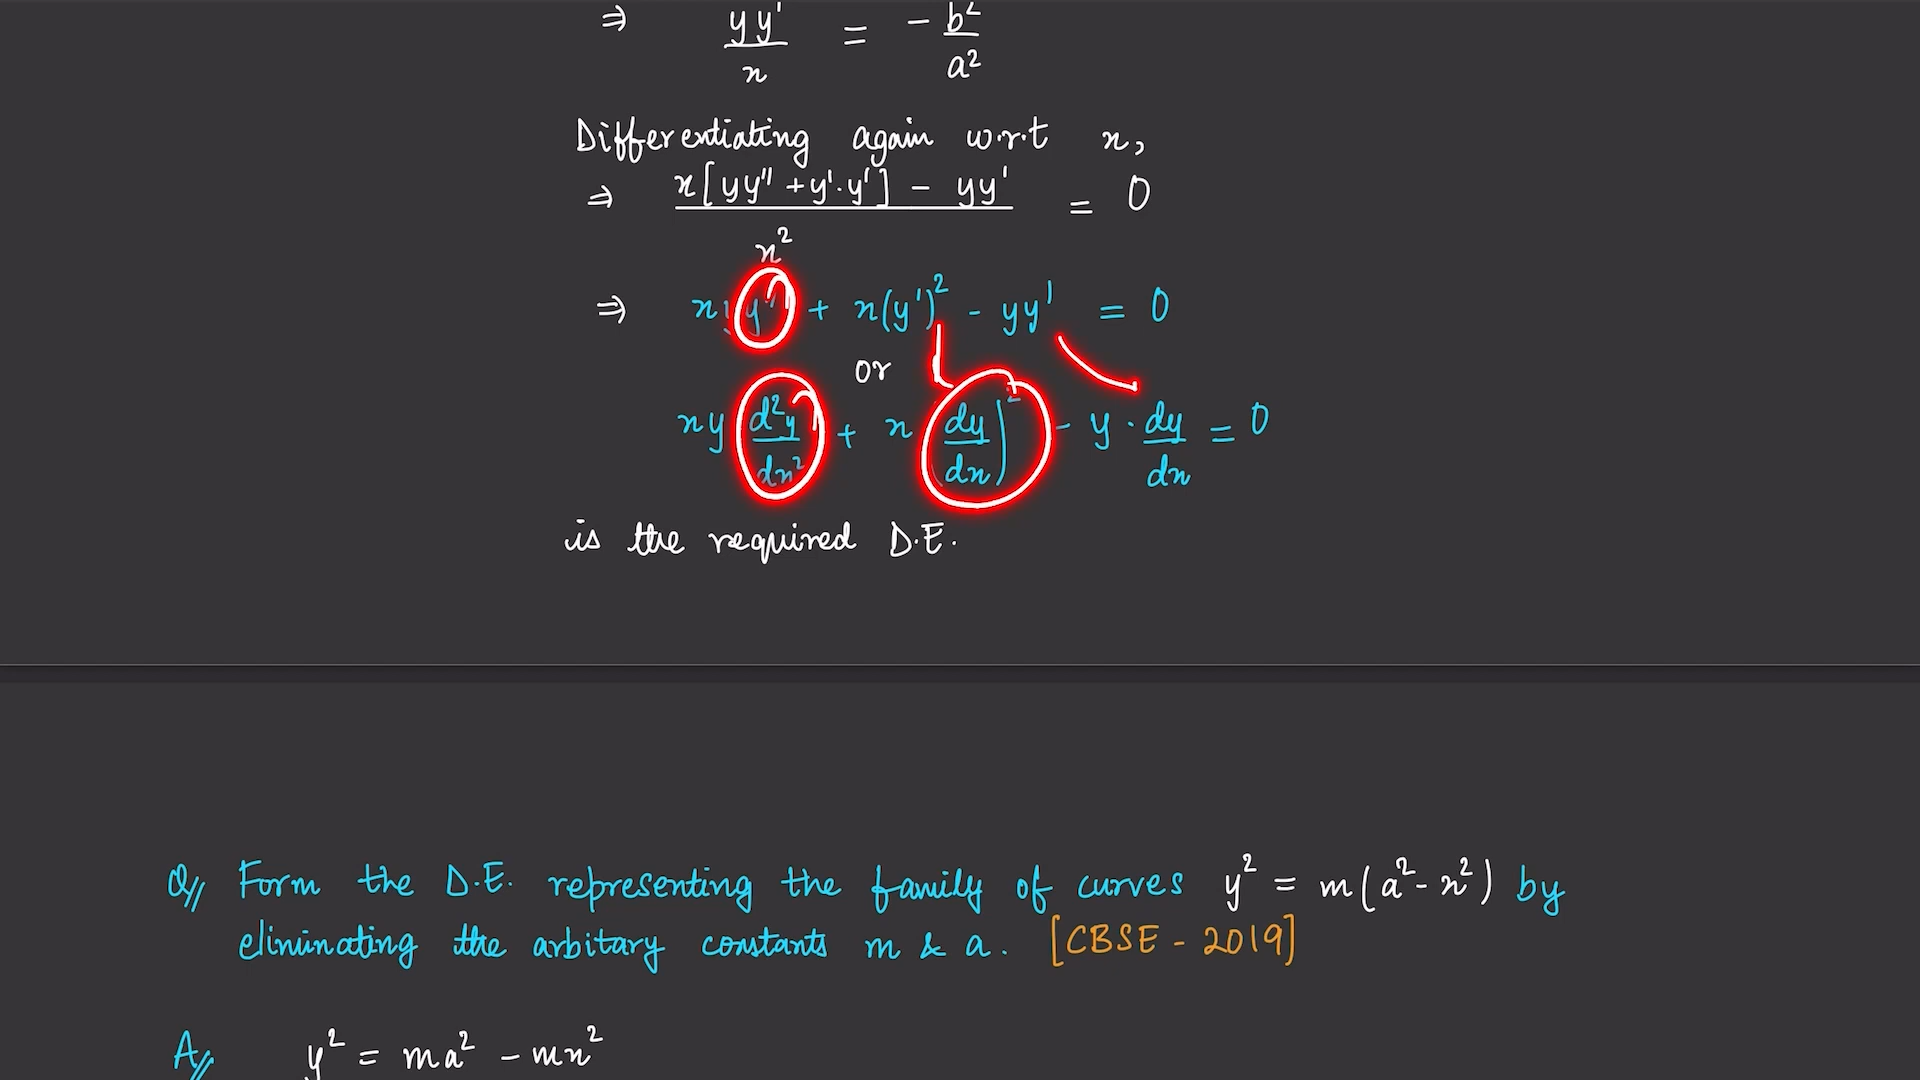 ⇒ yy'/x = - b²/a²
Differentiating again w.r.t x,
⇒ x[yy'' + y'·y'] - yy' / x² = 0
⇒ xyy'' + x(y')² - yy' = 0
or
xy d²y/dx² + x (dy/dx)² - y · dy/dx = 0
is the required D.E.
Q// Form the D.E. representing the family of curves y² = m(a² - x²) by
eliminating the arbitary constants m & a. [CBSE - 2019]
A// y² = ma² - mx²